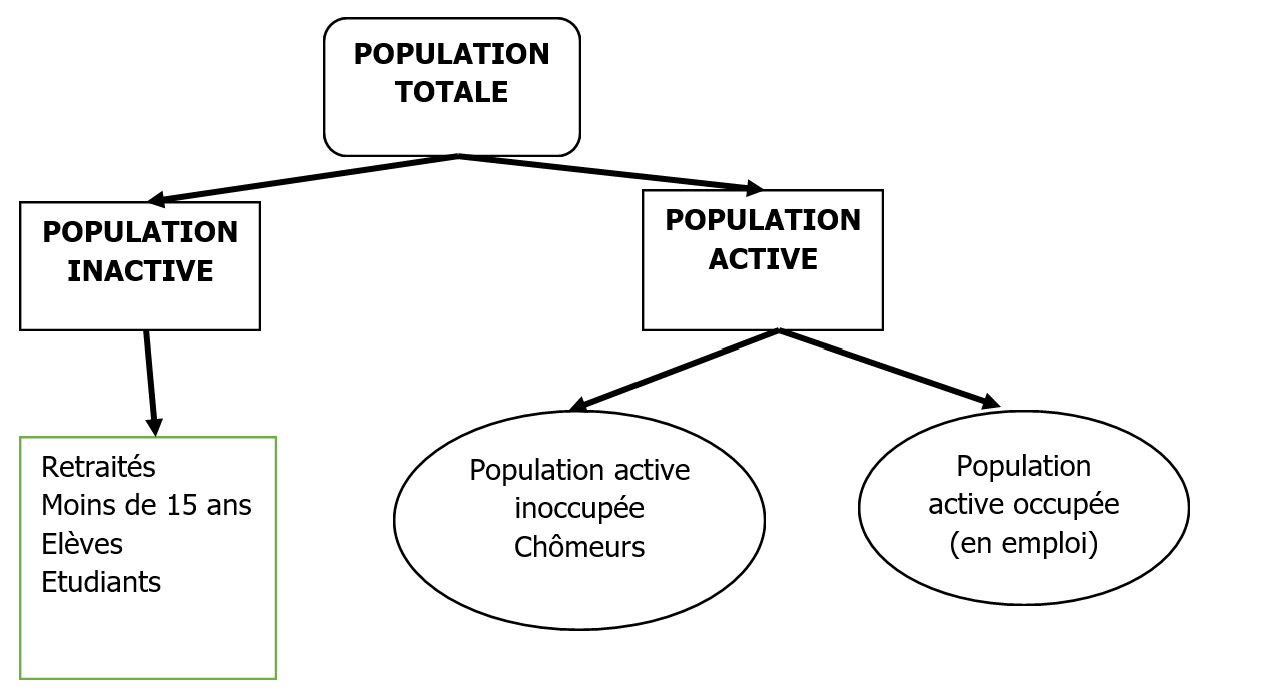 POPULATION
TOTALE
POPULATION
INACTIVE
POPULATION
ACTIVE
Retraités
Moins de 15 ans
Elèves
Etudiants
Population active
inoccupée
Chômeurs
Population
active occupée
(en emploi)